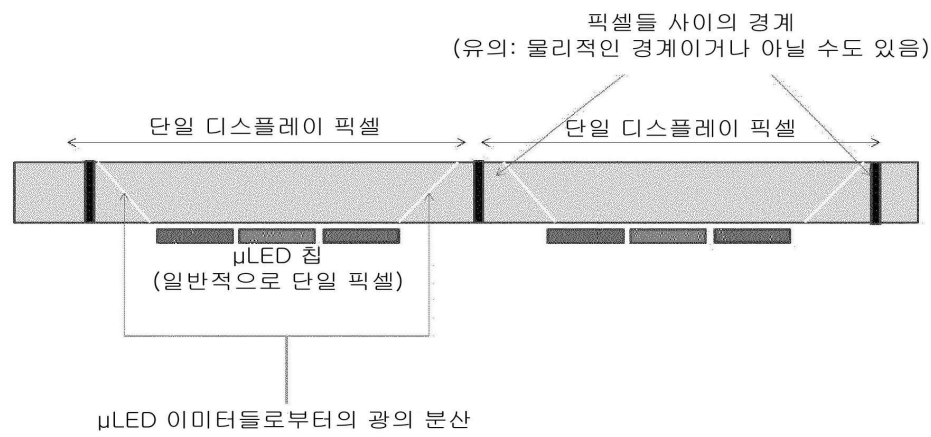 픽셀들 사이의 경계
(유의: 물리적인 경계이거나 아닐 수도 있음)
단일 디스플레이 픽셀
단일 디스플레이 픽셀
μLED 칩
(일반적으로 단일 픽셀)
μLED 이미터들로부터의 광의 분산